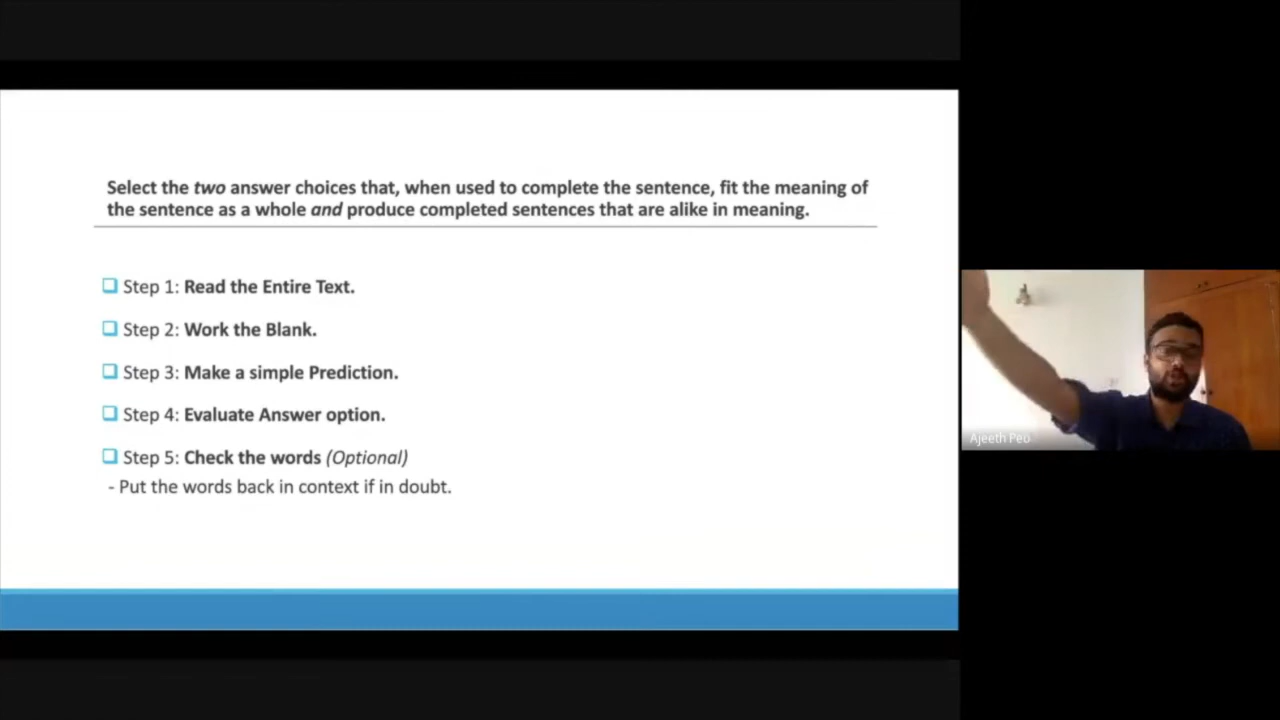 Select the two answer choices that, when used to complete the sentence, fit the meaning of
the sentence as a whole and produce completed sentences that are alike in meaning.
Step 1: Read the Entire Text.
Step 2: Work the Blank.
Step 3: Make a simple Prediction.
Step 4: Evaluate Answer option.
Step 5: Check the words (Optional)
- Put the words back in context if in doubt.
Ajeeth Peo